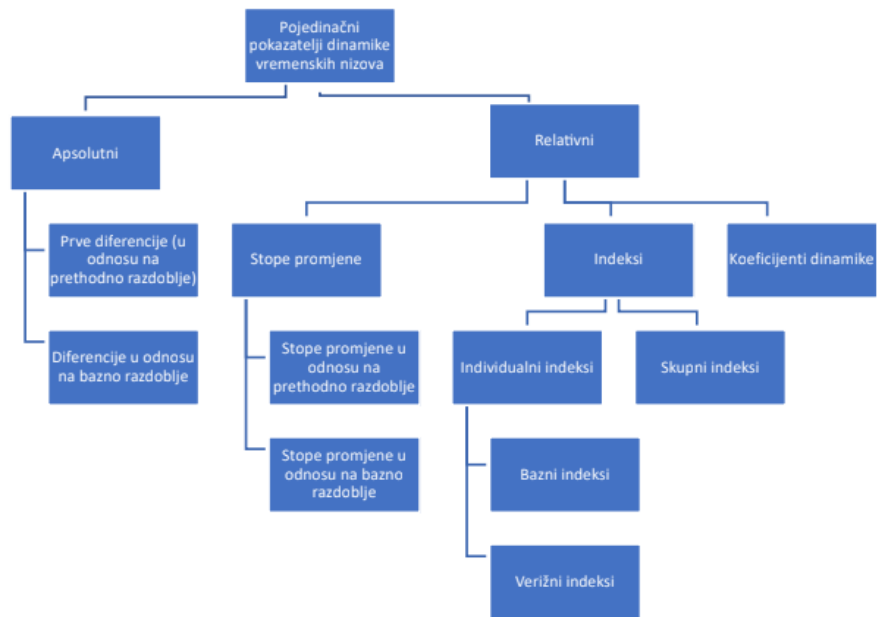 Pojedinačni
pokazatelji dinamike
vremenskih nizova
Apsolutni
Relativni
Prve diferencije (u
odnosu na
prethodno razdoblje)
Stope promjene
Indeksi
Koeficijenti dinamike
Diferencije u odnosu
na bazno razdoblje
Stope promjene u
odnosu na
prethodno razdoblje
Individualni indeksi
Skupni indeksi
Stope promjene u
odnosu na bazno
razdoblje
Bazni indeksi
Verižni indeksi